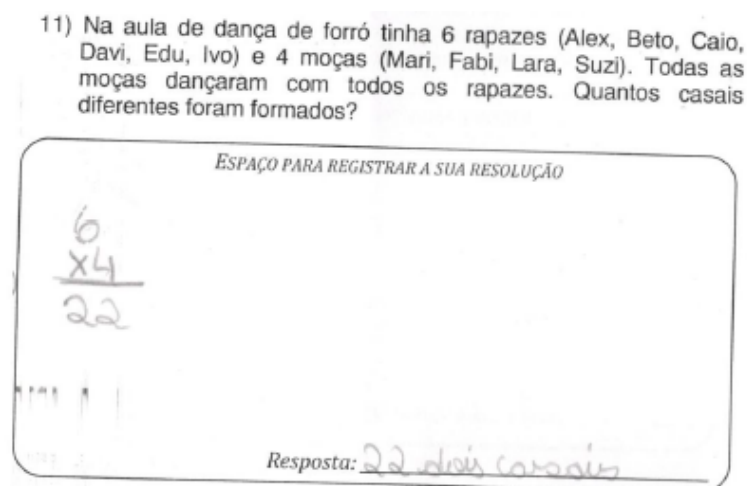 11) Na aula de dança de forró tinha 6 rapazes (Alex, Beto, Caio,
Davi, Edu, Ivo) e 4 moças (Mari, Fabi, Lara, Suzi). Todas as
moças dançaram com todos os rapazes. Quantos casais
diferentes foram formados?
ESPAÇO PARA REGISTRAR A SUA RESOLUÇÃO
6
x4
22
Resposta: 22 dois